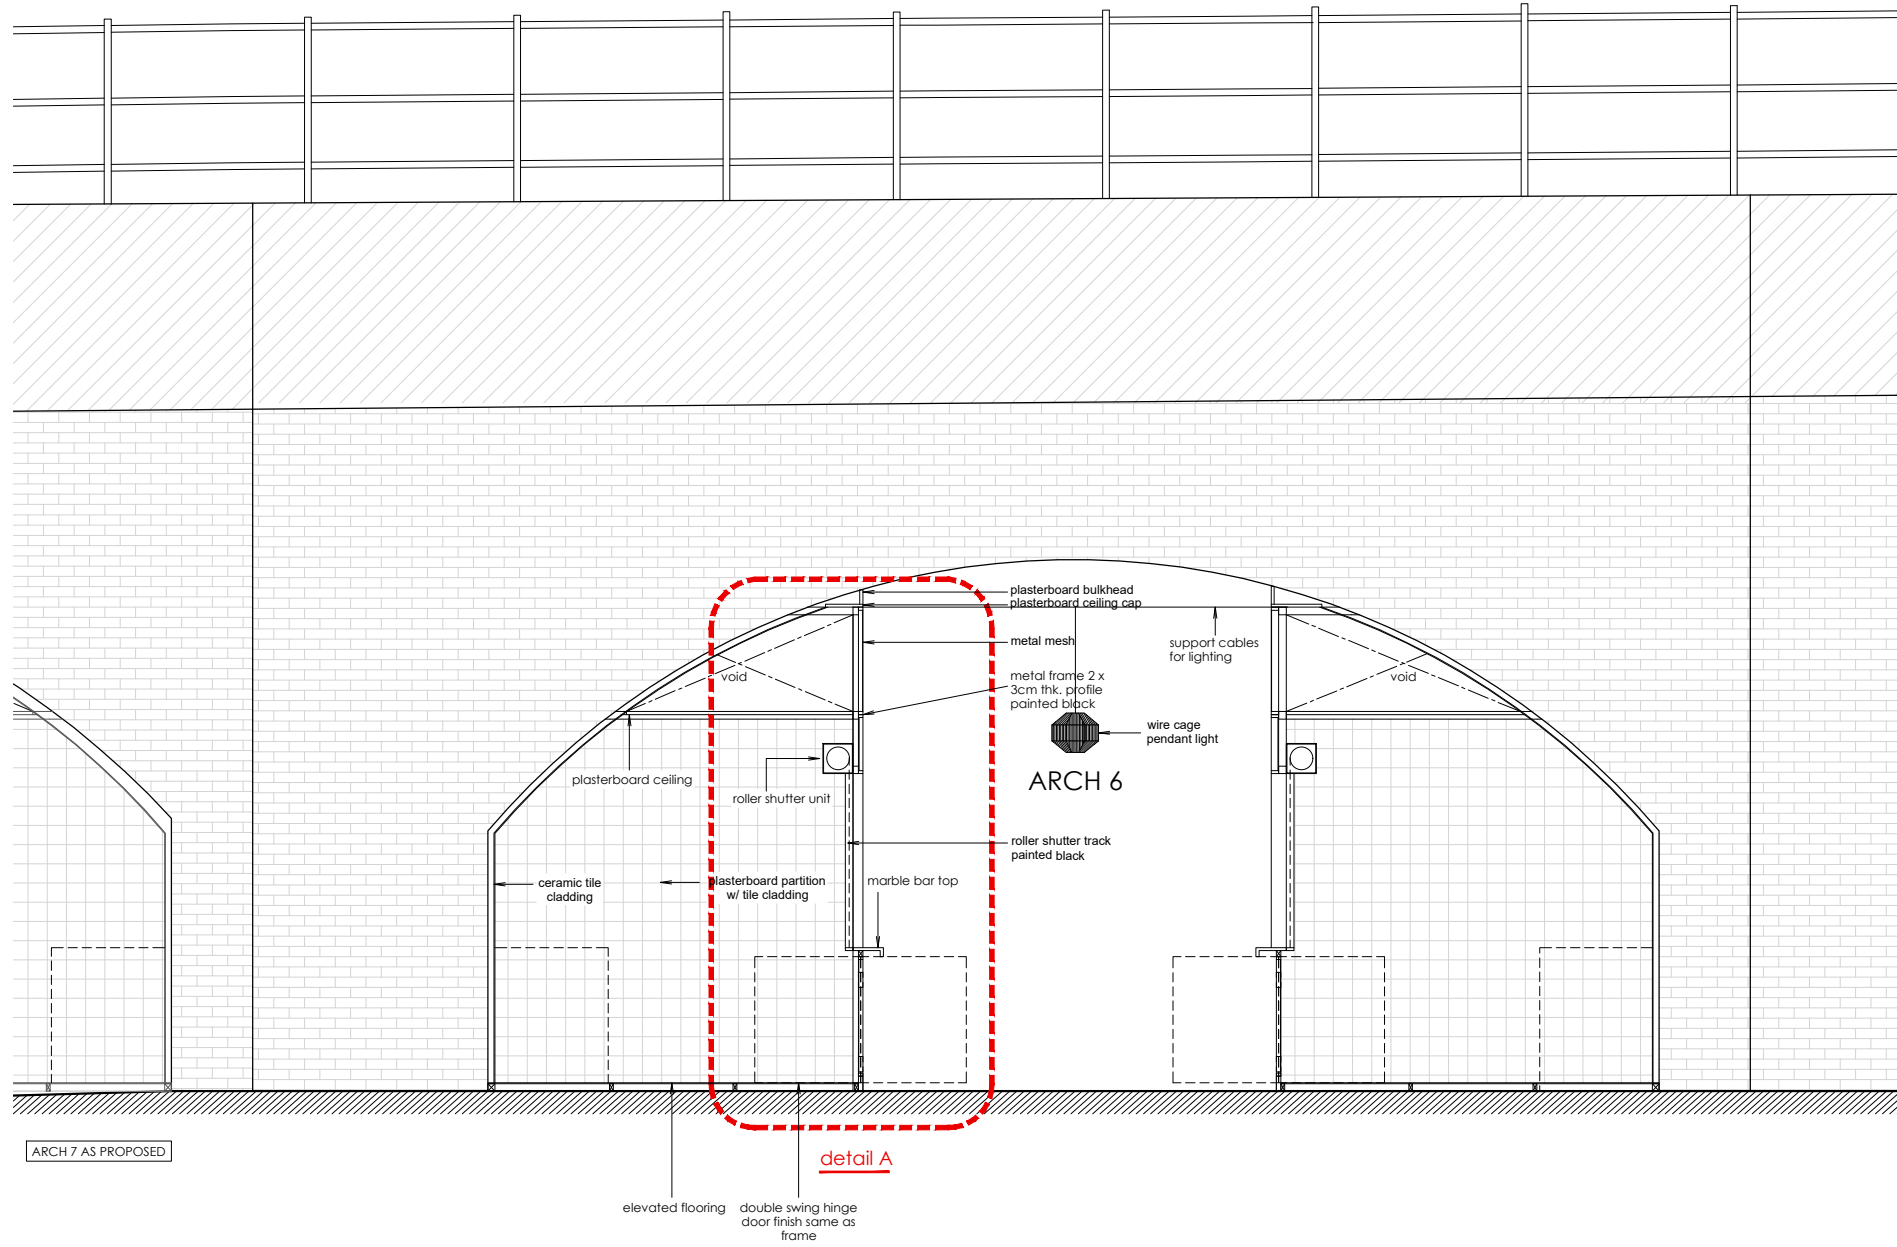 plasterboard bulkhead
plasterboard ceiling cap
metal mesh
support cables
for lighting
void
void
metal frame 2 x
3cm thk. profile
painted black
wire cage
pendant light
plasterboard ceiling
ARCH 6
roller shutter unit
roller shutter track
painted black
ceramic tile
cladding
plasterboard partition
w/ tile cladding
marble bar top
ARCH 7 AS PROPOSED
detail A
elevated flooring
double swing hinge
door finish same as
frame